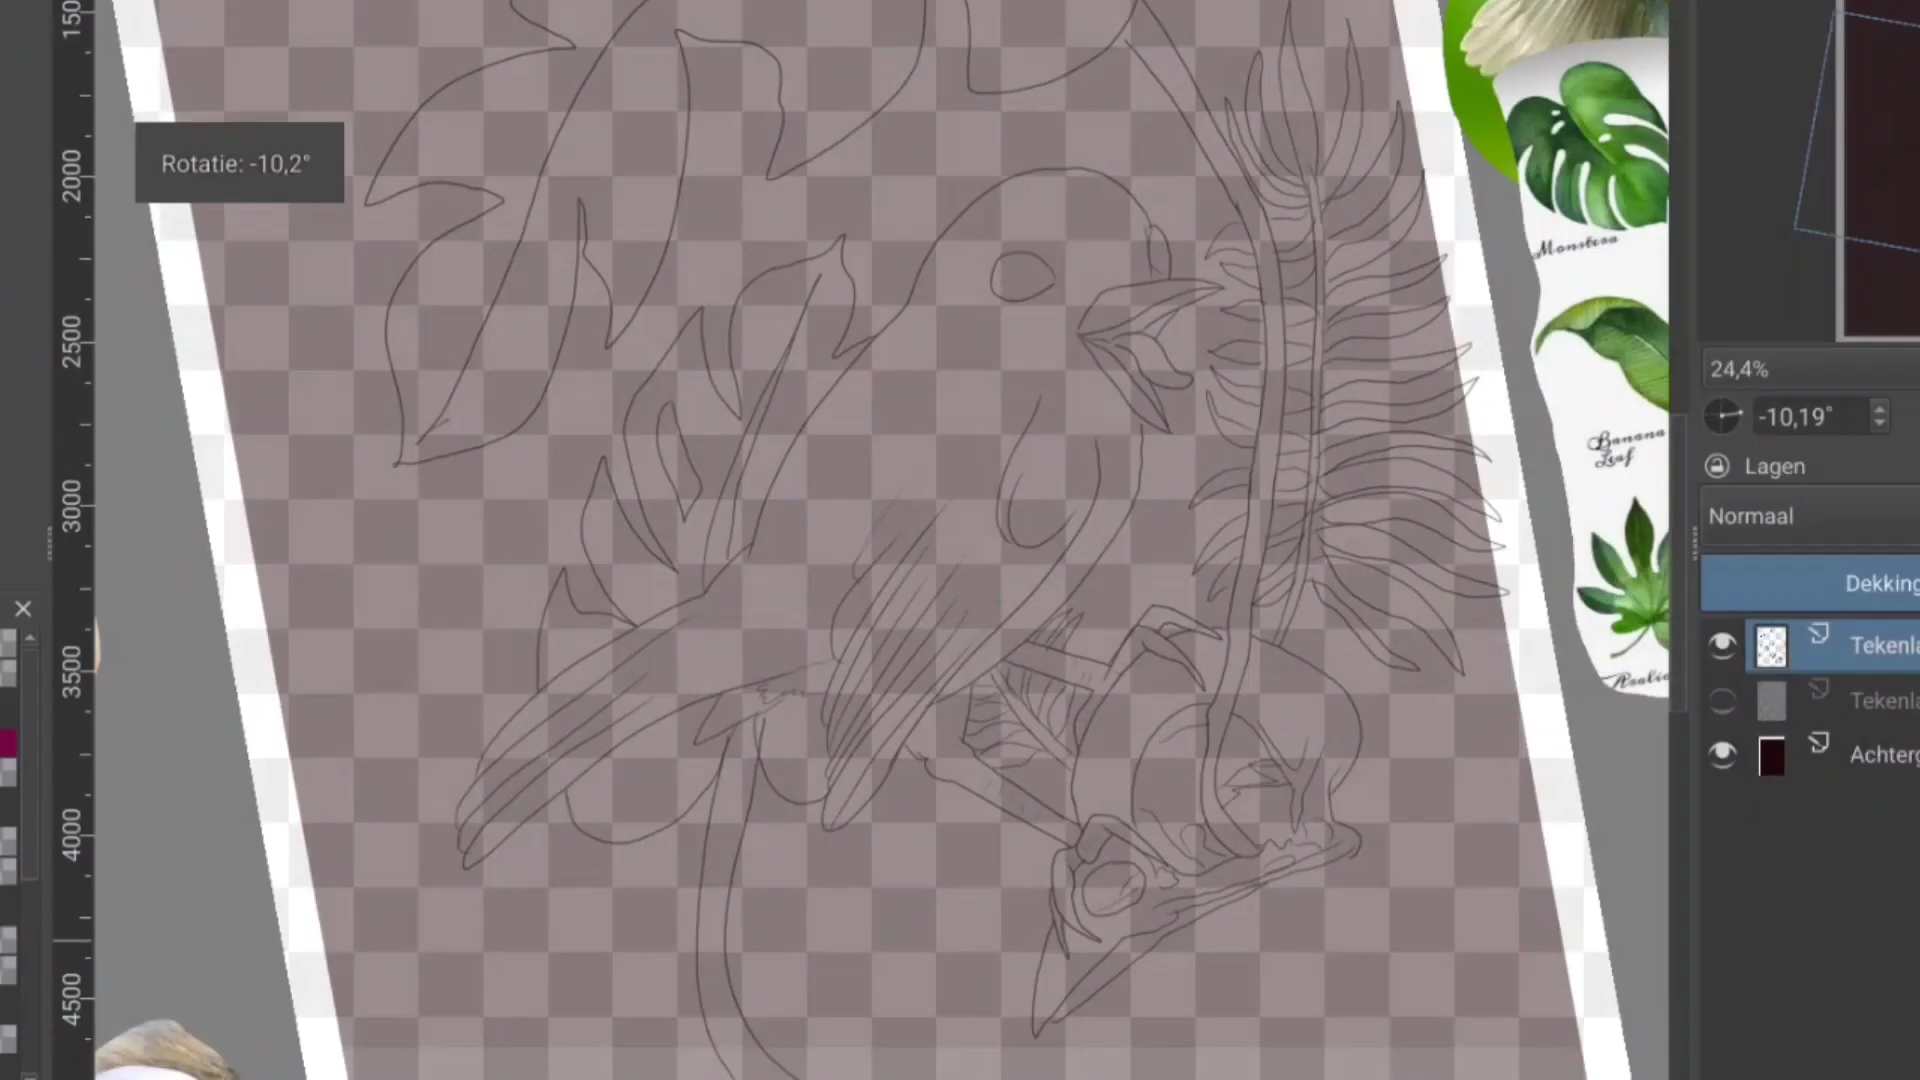 1500
2000
2500
3000
3500
4000
4500
Rotatie: -10,2°
Monstera
Banana
Leaf
Aralia
24,4%
-10,19°
Lagen
Normaal
Dekking
Tekenla
Tekenla
Achterg